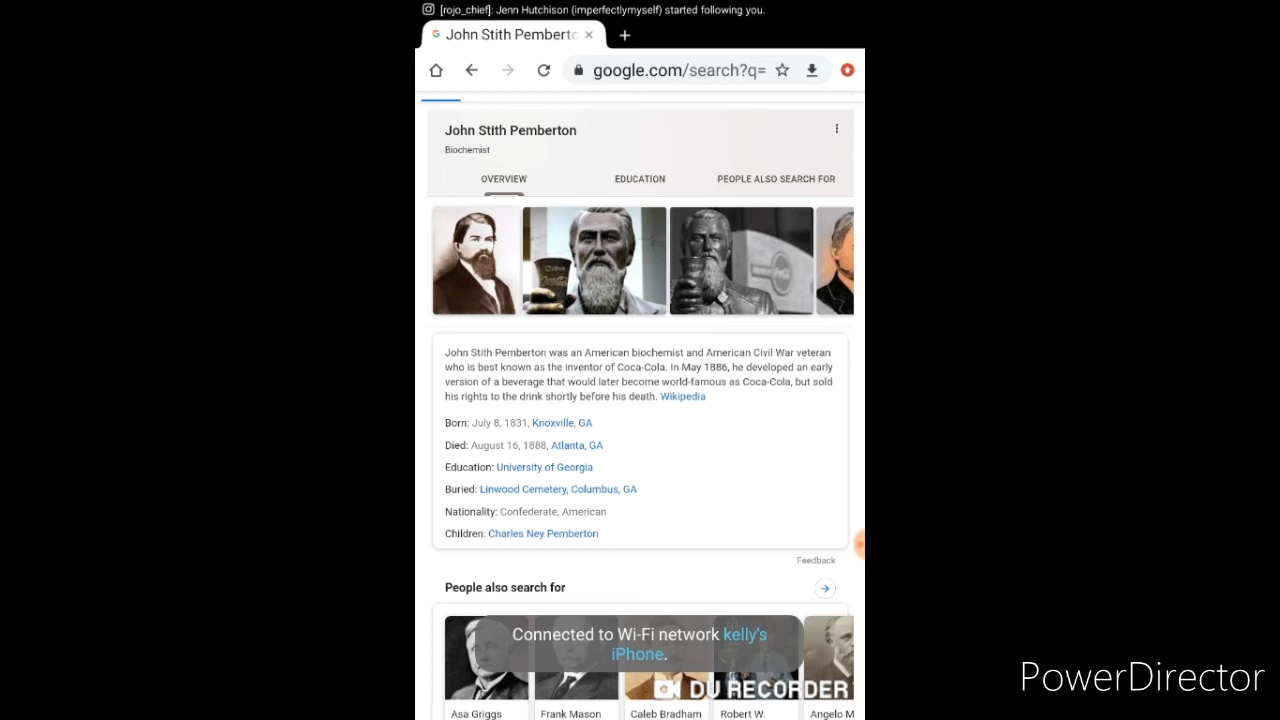 [rojo_chief]: Jenn Hutchison (imperfectlymyself) started following you.
John Stith Pemberto
google.com/search?q=
John Stith Pemberton
Biochemist
OVERVIEW EDUCATION PEOPLE ALSO SEARCH FOR
John Stith Pemberton was an American biochemist and American Civil War veteran
who is best known as the inventor of Coca-Cola. In May 1886, he developed an early
version of a beverage that would later become world-famous as Coca-Cola, but sold
his rights to the drink shortly before his death. Wikipedia
Born: July 8, 1831, Knoxville, GA
Died: August 16, 1888, Atlanta, GA
Education: University of Georgia
Buried: Linwood Cemetery, Columbus, GA
Nationality: Confederate, American
Children: Charles Ney Pemberton
Feedback
People also search for
Connected to Wi-Fi network kelly's
iPhone.
DU RECORDER
PowerDirector
Asa Griggs Frank Mason Caleb Bradham Robert W. Angelo M